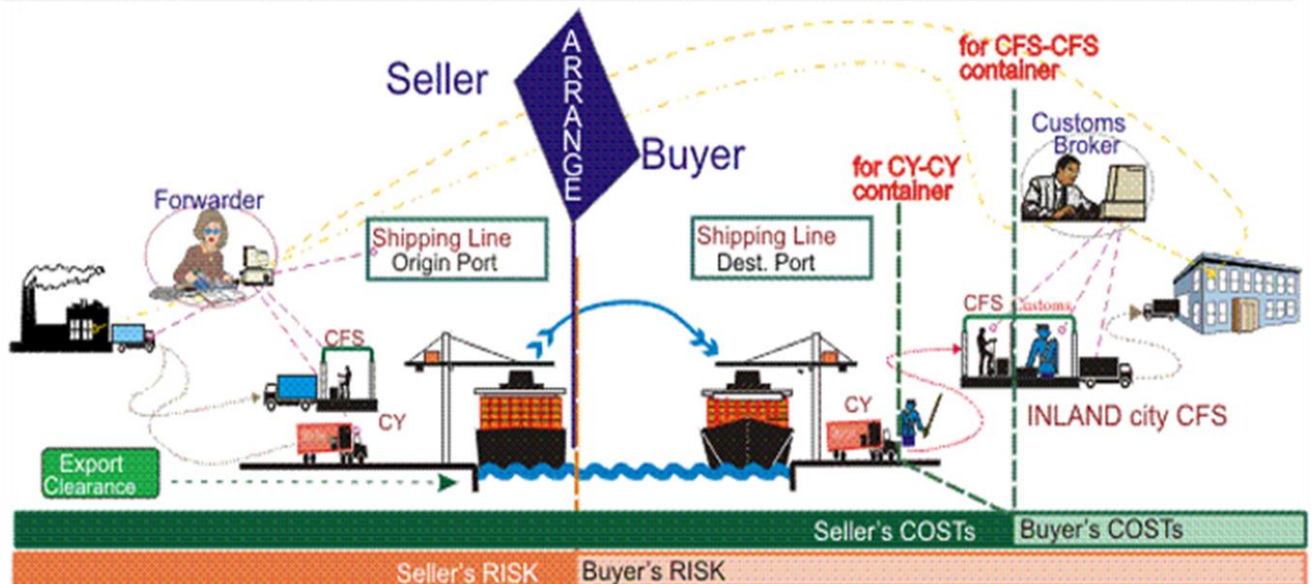 ARRANGE
Seller
Buyer
for CFS-CFS
container
Customs
Broker
for CY-CY
container
Forwarder
Shipping Line
Origin Port
Shipping Line
Dest. Port
CFS
CY
CY
CFS
Customs
INLAND city CFS
Export
Clearance
Seller's COSTs
Buyer's COSTs
Seller's RISK
Buyer's RISK